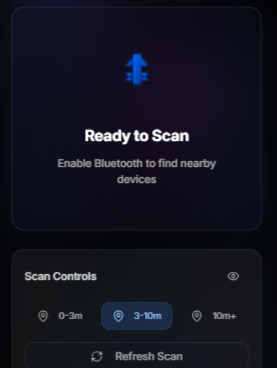 Ready to Scan
Enable Bluetooth to find nearby
devices
Scan Controls
0-3m
3-10m
10m+
Refresh Scan